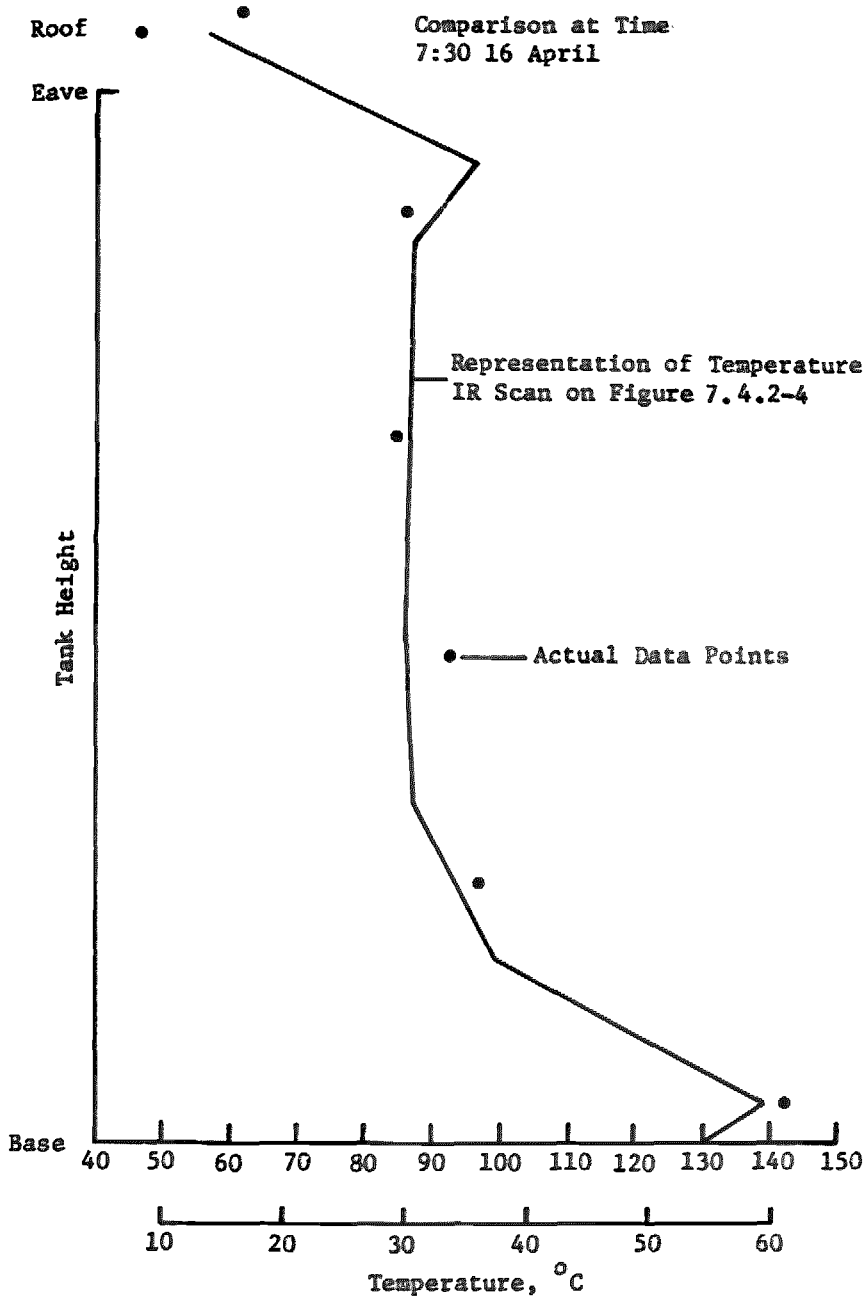 Roof
Comparison at Time
7:30 16 April
Eave
Representation of Temperature
IR Scan on Figure 7.4.2-4
Tank Height
Actual Data Points
Base
40 50 60 70 80 90 100 110 120 130 140 150
10 20 30 40 50 60
Temperature, °C